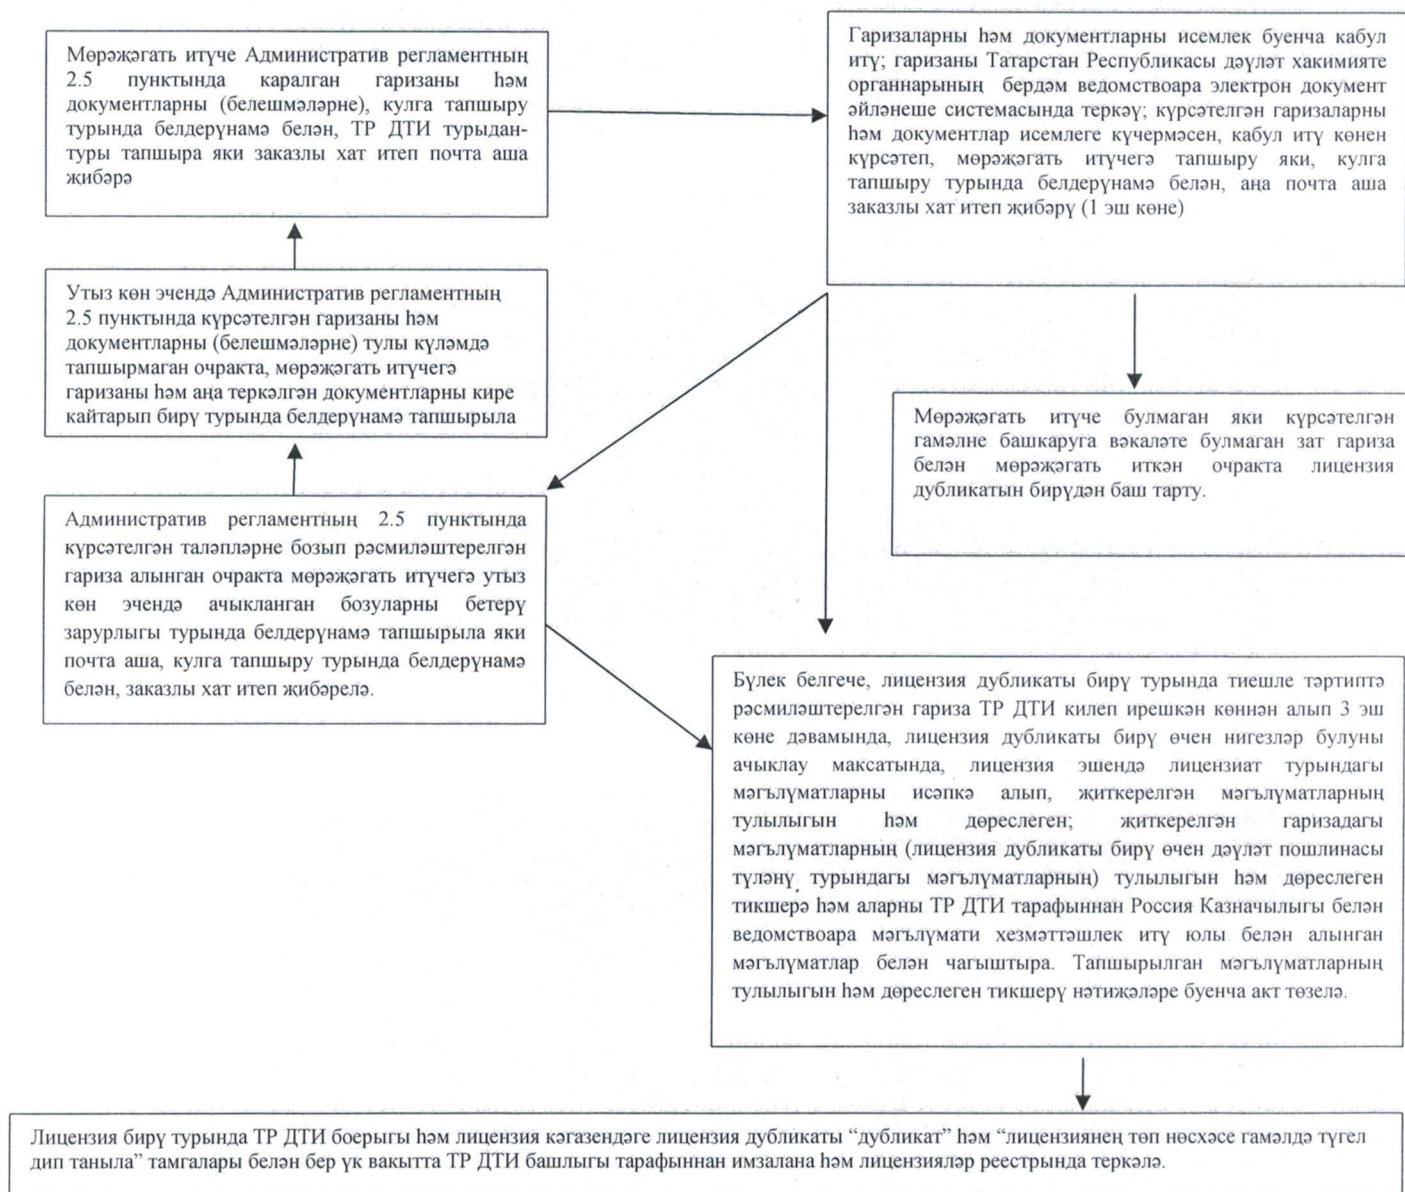 Мөрәҗәгать итүче Административ регламентның
2.5 пунктында каралган гаризаны һәм
документларны (белешмәләрне), кулга тапшыру
турында белдерүнамә белән, ТР ДТИ турыдан-
туры тапшыра яки заказлы хат итеп почта аша
җибәрә
Гаризаларны һәм документларны исемлек буенча кабул
итү; гаризаны Татарстан Республикасы дәүләт хакимияте
органнарының бердәм ведомствоара электрон документ
әйләнеше системасында теркәү; күрсәтелгән гаризаларны
һәм документлар исемлеге күчермәсен, кабул итү көнен
күрсәтеп, мөрәҗәгать итүчегә тапшыру яки, кулга
тапшыру турында белдерүнамә белән, аңа почта аша
заказлы хат итеп җибәрү (1 эш көне)
Утыз көн эчендә Административ регламентның
2.5 пунктында күрсәтелгән гаризаны һәм
документларны (белешмәләрне) тулы күләмдә
тапшырмаган очракта, мөрәҗәгать итүчегә
гаризаны һәм аңа теркәлгән документларны кире
кайтарып бирү турында белдерүнамә тапшырыла
Мөрәҗәгать итүче булмаган яки күрсәтелгән
гамәлне башкаруга вәкаләте булмаган зат гариза
белән мөрәҗәгать иткән очракта лицензия
дубликатын бирүдән баш тарту.
Административ регламентның 2.5 пунктында
күрсәтелгән таләпләрне бозып рәсмиләштерелгән
гариза алынган очракта мөрәҗәгать итүчегә утыз
көн эчендә ачыкланган бозуларны бетерү
зарурлыгы турында белдерүнамә тапшырыла яки
почта аша, кулга тапшыру турында белдерүнамә
белән, заказлы хат итеп җибәрелә.
Бүлек белгече, лицензия дубликаты бирү турында тиешле тәртиптә
рәсмиләштерелгән гариза ТР ДТИ килеп ирешкән көннән алып 3 эш
көне дәвамында, лицензия дубликаты бирү өчен нигезләр булуны
ачыклау максатында, лицензия эшендә лицензиат турындагы
мәгълүматларны исәпкә алып, җиткерелгән мәгълүматларның
тулылыгын һәм дөреслеген; җиткерелгән гаризадагы
мәгълүматларның (лицензия дубликаты бирү өчен дәүләт пошлинасы
түләнү турындагы мәгълүматларның) тулылыгын һәм дөреслеген
тикшерә һәм аларны ТР ДТИ тарафыннан Россия Казначылыгы белән
ведомствоара мәгълүмати хезмәттәшлек итү юлы белән алынган
мәгълүматлар белән чагыштыра. Тапшырылган мәгълүматларның
тулылыгын һәм дөреслеген тикшерү нәтиҗәләре буенча акт төзелә.
Лицензия бирү турында ТР ДТИ боерыгы һәм лицензия кәгазендәге лицензия дубликаты “дубликат” һәм “лицензиянең төп нөсхәсе гамәлдә түгел
дип таныла” тамгалары белән бер үк вакытта ТР ДТИ башлыгы тарафыннан имзалана һәм лицензияләр реестрында теркәлә.